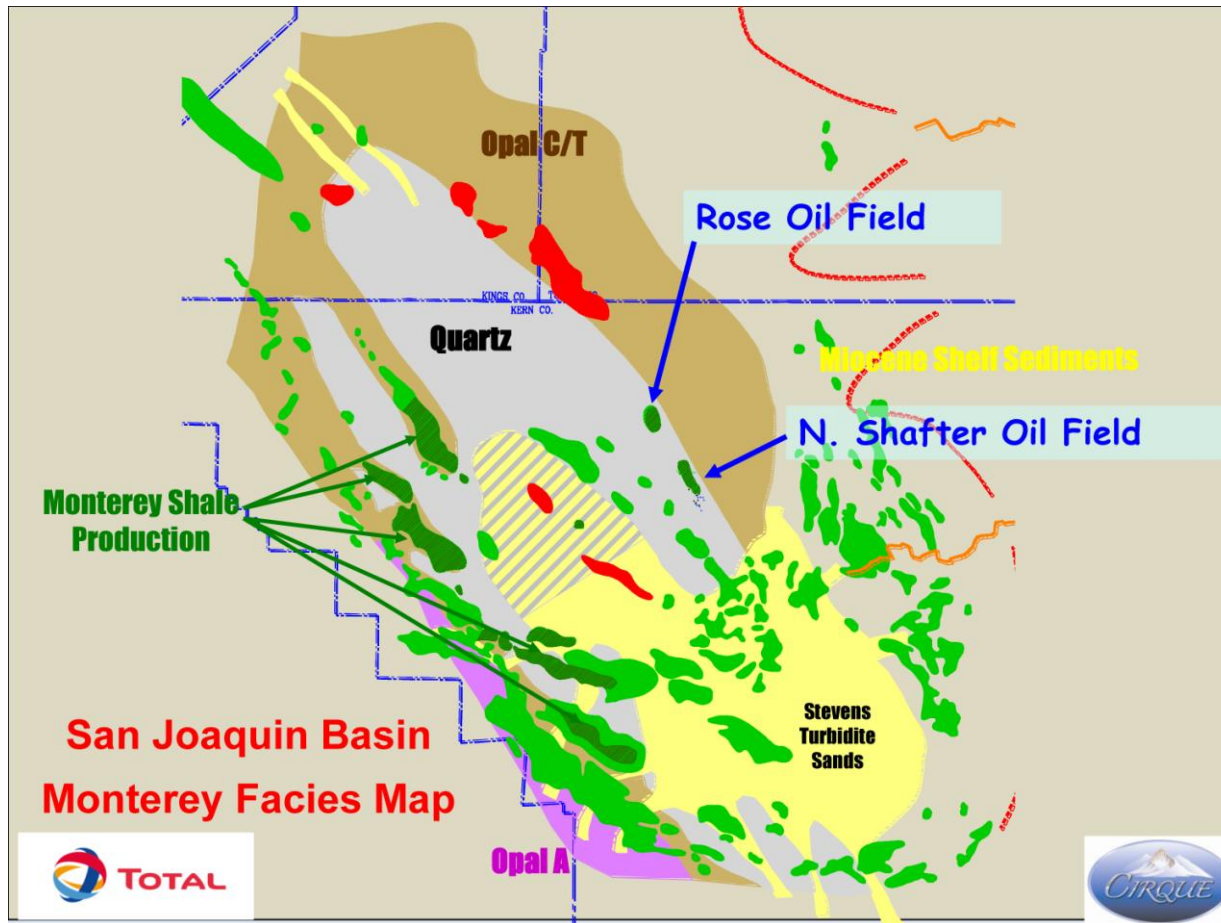 Opal C/T
Rose Oil Field
KINGS CO.
KERN CO.
Quartz
Miocene Shelf Sediments
N. Shafter Oil Field
Monterey Shale
Production
Stevens
Turbidite
Sands
San Joaquin Basin
Monterey Facies Map
Opal A
TOTAL
CIRQUE